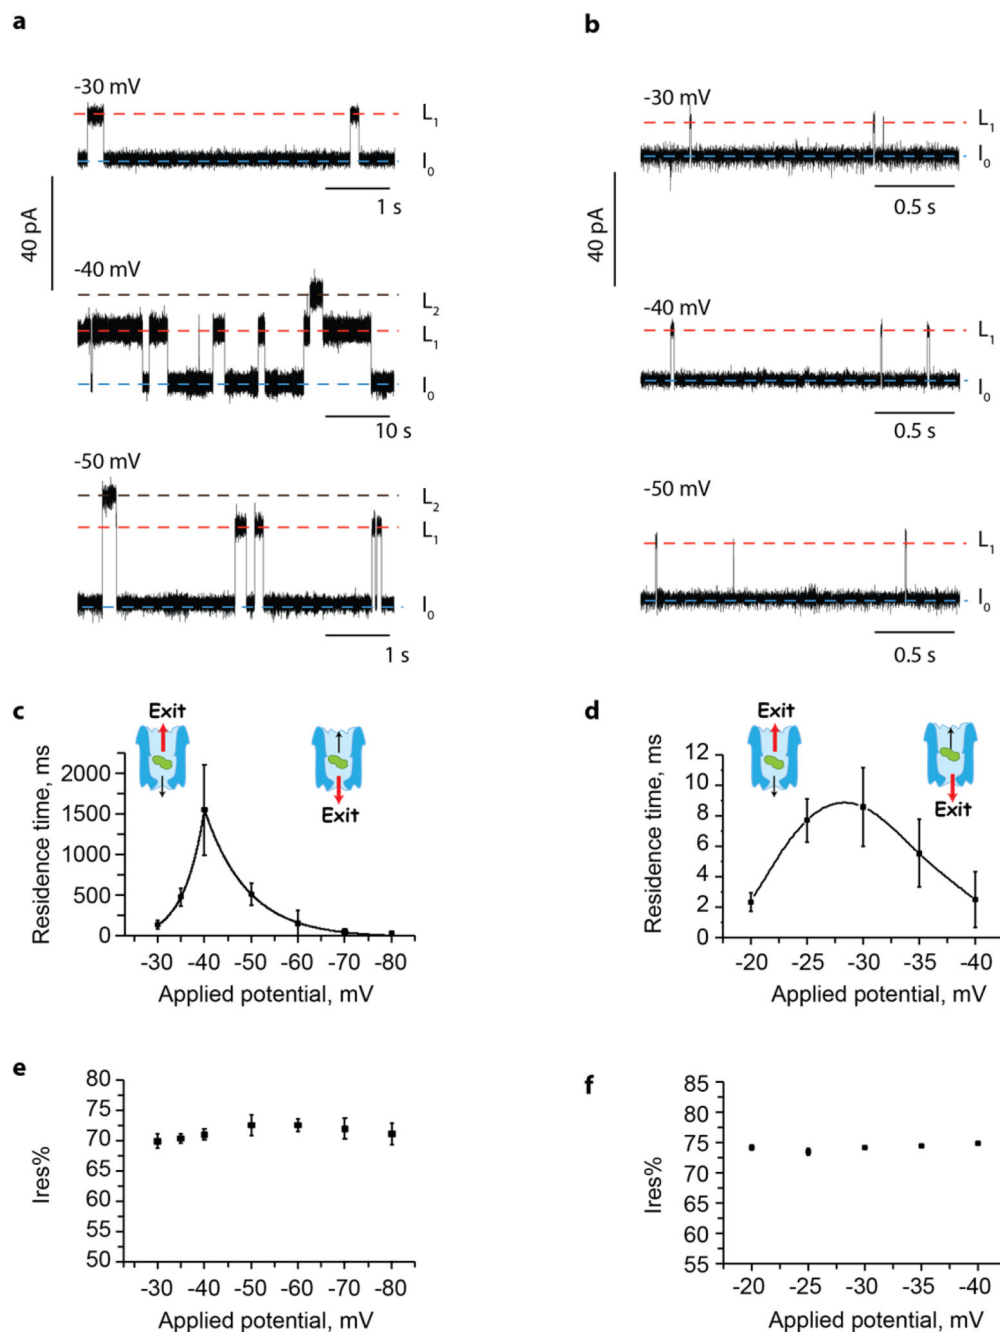 a
-30 mV
L1
I0
1 s
40 pA
-40 mV
L2
L1
I0
10 s
-50 mV
L2
L1
I0
1 s
b
-30 mV
L1
I0
0.5 s
40 pA
-40 mV
L1
I0
0.5 s
-50 mV
L1
I0
0.5 s
c
Exit
Exit
Residence time, ms
2000
1500
1000
500
0
-30 -40 -50 -60 -70 -80
Applied potential, mV
d
Exit
Exit
Residence time, ms
12
10
8
6
4
2
0
-20 -25 -30 -35 -40
Applied potential, mV
e
Ires%
80
75
70
65
60
55
50
-30 -40 -50 -60 -70 -80
Applied potential, mV
f
Ires%
85
80
75
70
65
60
55
-20 -25 -30 -35 -40
Applied potential, mV